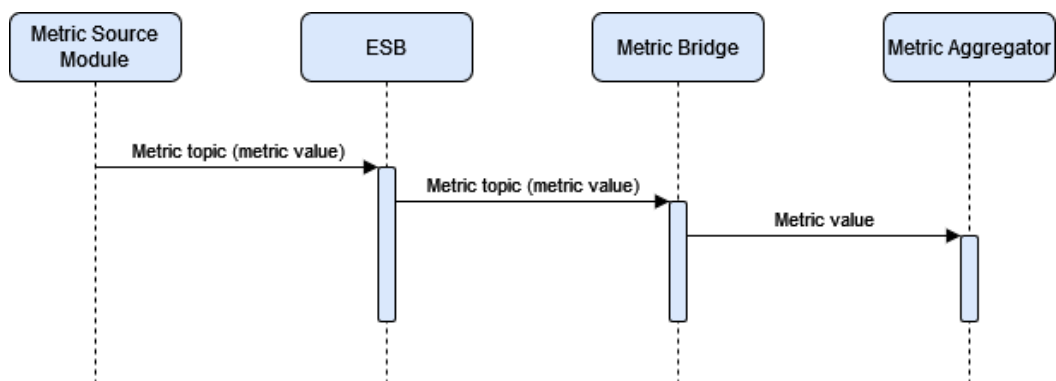 Metric Source
Module
ESB
Metric Bridge
Metric Aggregator
Metric topic (metric value)
Metric topic (metric value)
Metric value